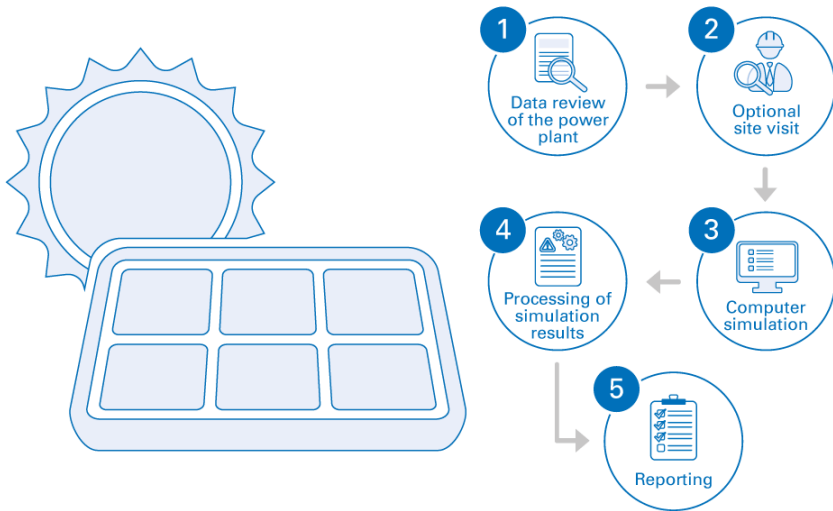 1
Data review
of the power
plant
2
Optional
site visit
3
Computer
simulation
4
Processing of
simulation
results
5
Reporting